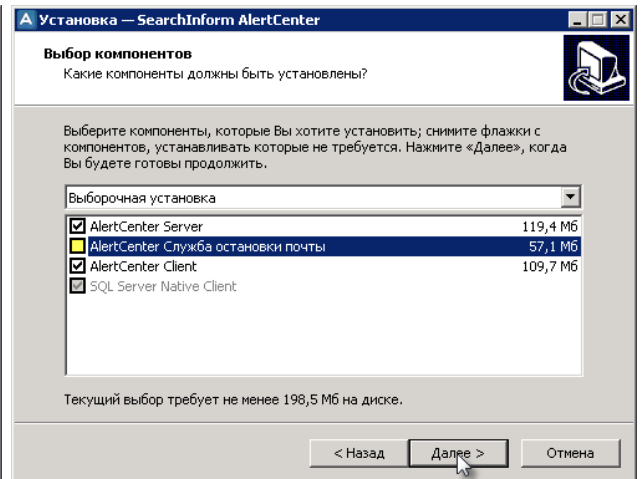 Установка — SearchInform AlertCenter
Выбор компонентов
Какие компоненты должны быть установлены?
Выберите компоненты, которые Вы хотите установить; снимите флажки с
компонентов, устанавливать которые не требуется. Нажмите «Далее», когда
Вы будете готовы продолжить.
Выборочная установка
AlertCenter Server 119,4 Мб
AlertCenter Служба остановки почты 57,1 Мб
AlertCenter Client 109,7 Мб
SQL Server Native Client
Текущий выбор требует не менее 198,5 Мб на диске.
< Назад Далее > Отмена